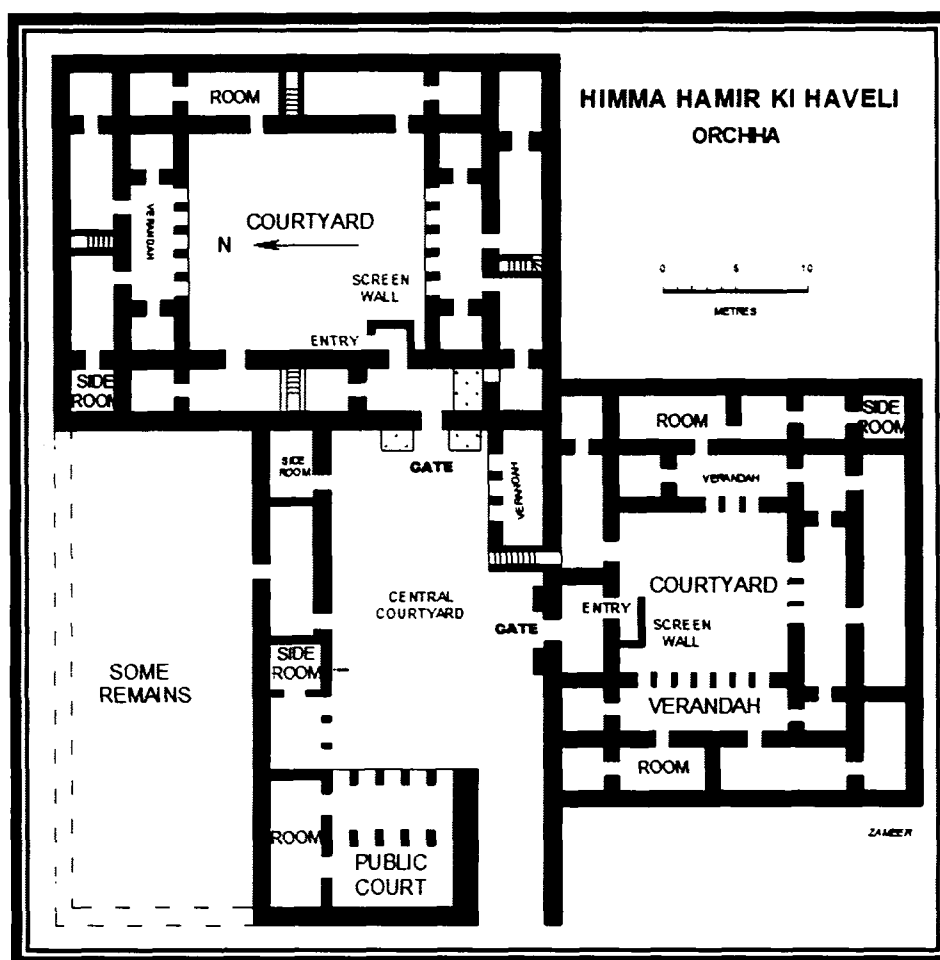 HIMMA HAMIR KI HAVELI
ORCHHA
ROOM
VERANDAH
COURTYARD
N
SCREEN
WALL
ENTRY
0 5 10
METRES
SIDE
ROOM
GATE
SIDE
ROOM
VERANDAH
ROOM
SIDE
ROOM
VERANDAH
CENTRAL
COURTYARD
GATE
COURTYARD
ENTRY
SCREEN
WALL
SIDE
ROOM
SOME
REMAINS
VERANDAH
ROOM
ROOM
PUBLIC
COURT
ZAMBER